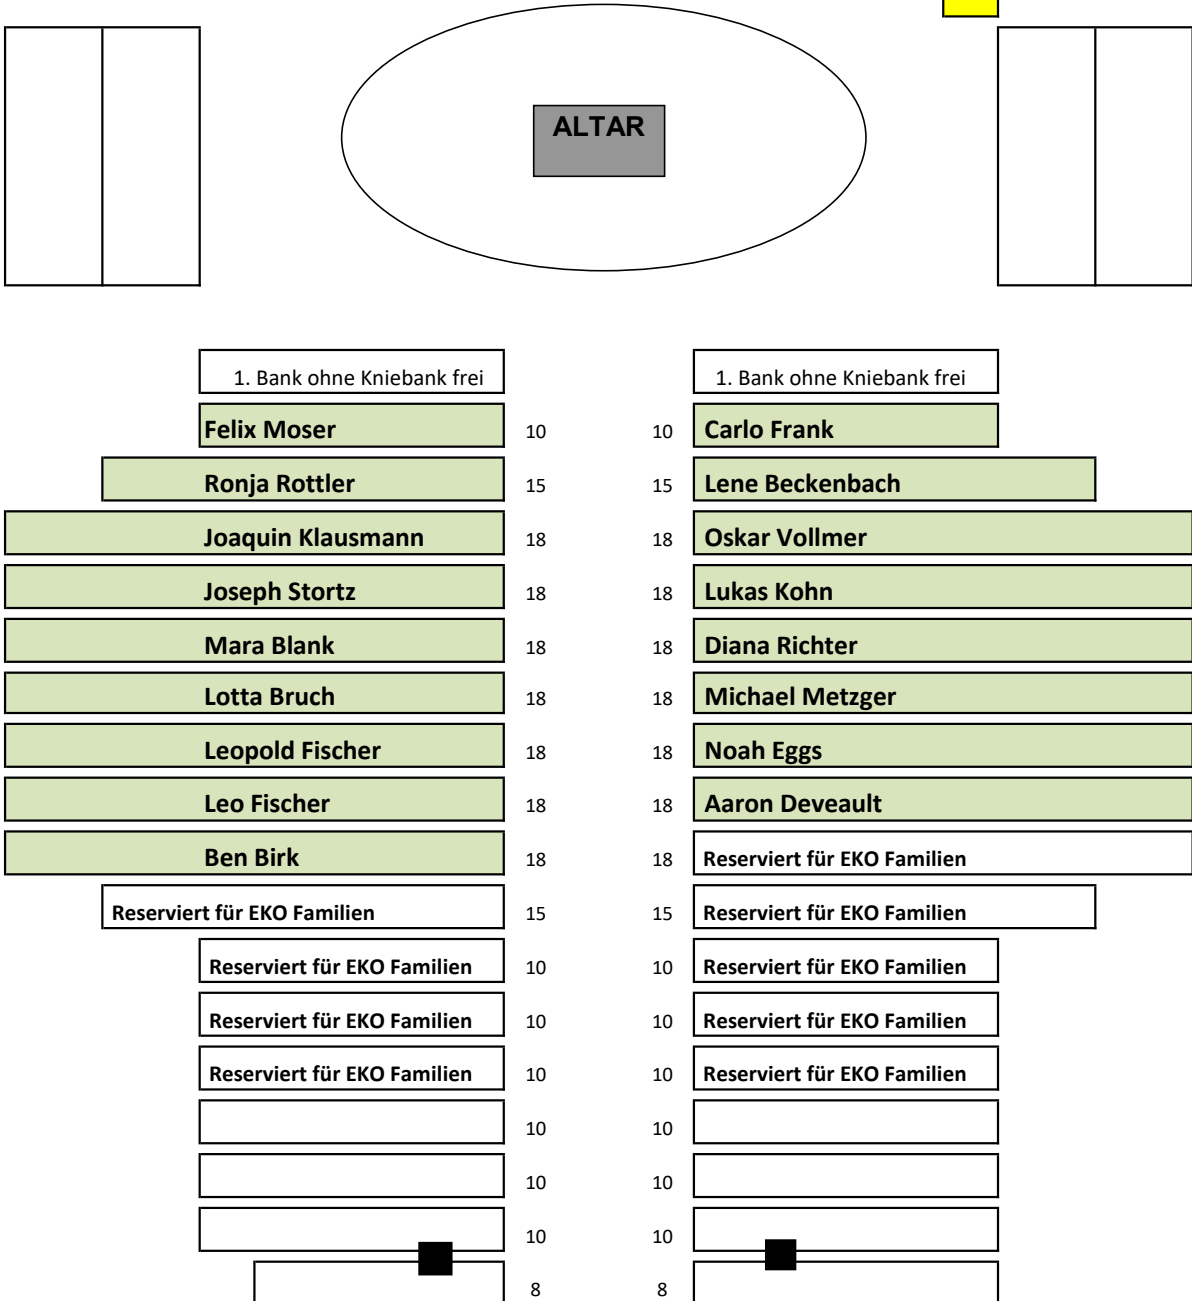 ALTAR
1. Bank ohne Kniebank frei 1. Bank ohne Kniebank frei
Felix Moser 10 10 Carlo Frank
Ronja Rottler 15 15 Lene Beckenbach
Joaquin Klausmann 18 18 Oskar Vollmer
Joseph Stortz 18 18 Lukas Kohn
Mara Blank 18 18 Diana Richter
Lotta Bruch 18 18 Michael Metzger
Leopold Fischer 18 18 Noah Eggs
Leo Fischer 18 18 Aaron Deveault
Ben Birk 18 18 Reserviert für EKO Familien
Reserviert für EKO Familien 15 15 Reserviert für EKO Familien
Reserviert für EKO Familien 10 10 Reserviert für EKO Familien
Reserviert für EKO Familien 10 10 Reserviert für EKO Familien
Reserviert für EKO Familien 10 10 Reserviert für EKO Familien
10 10
10 10
10 10
8 8